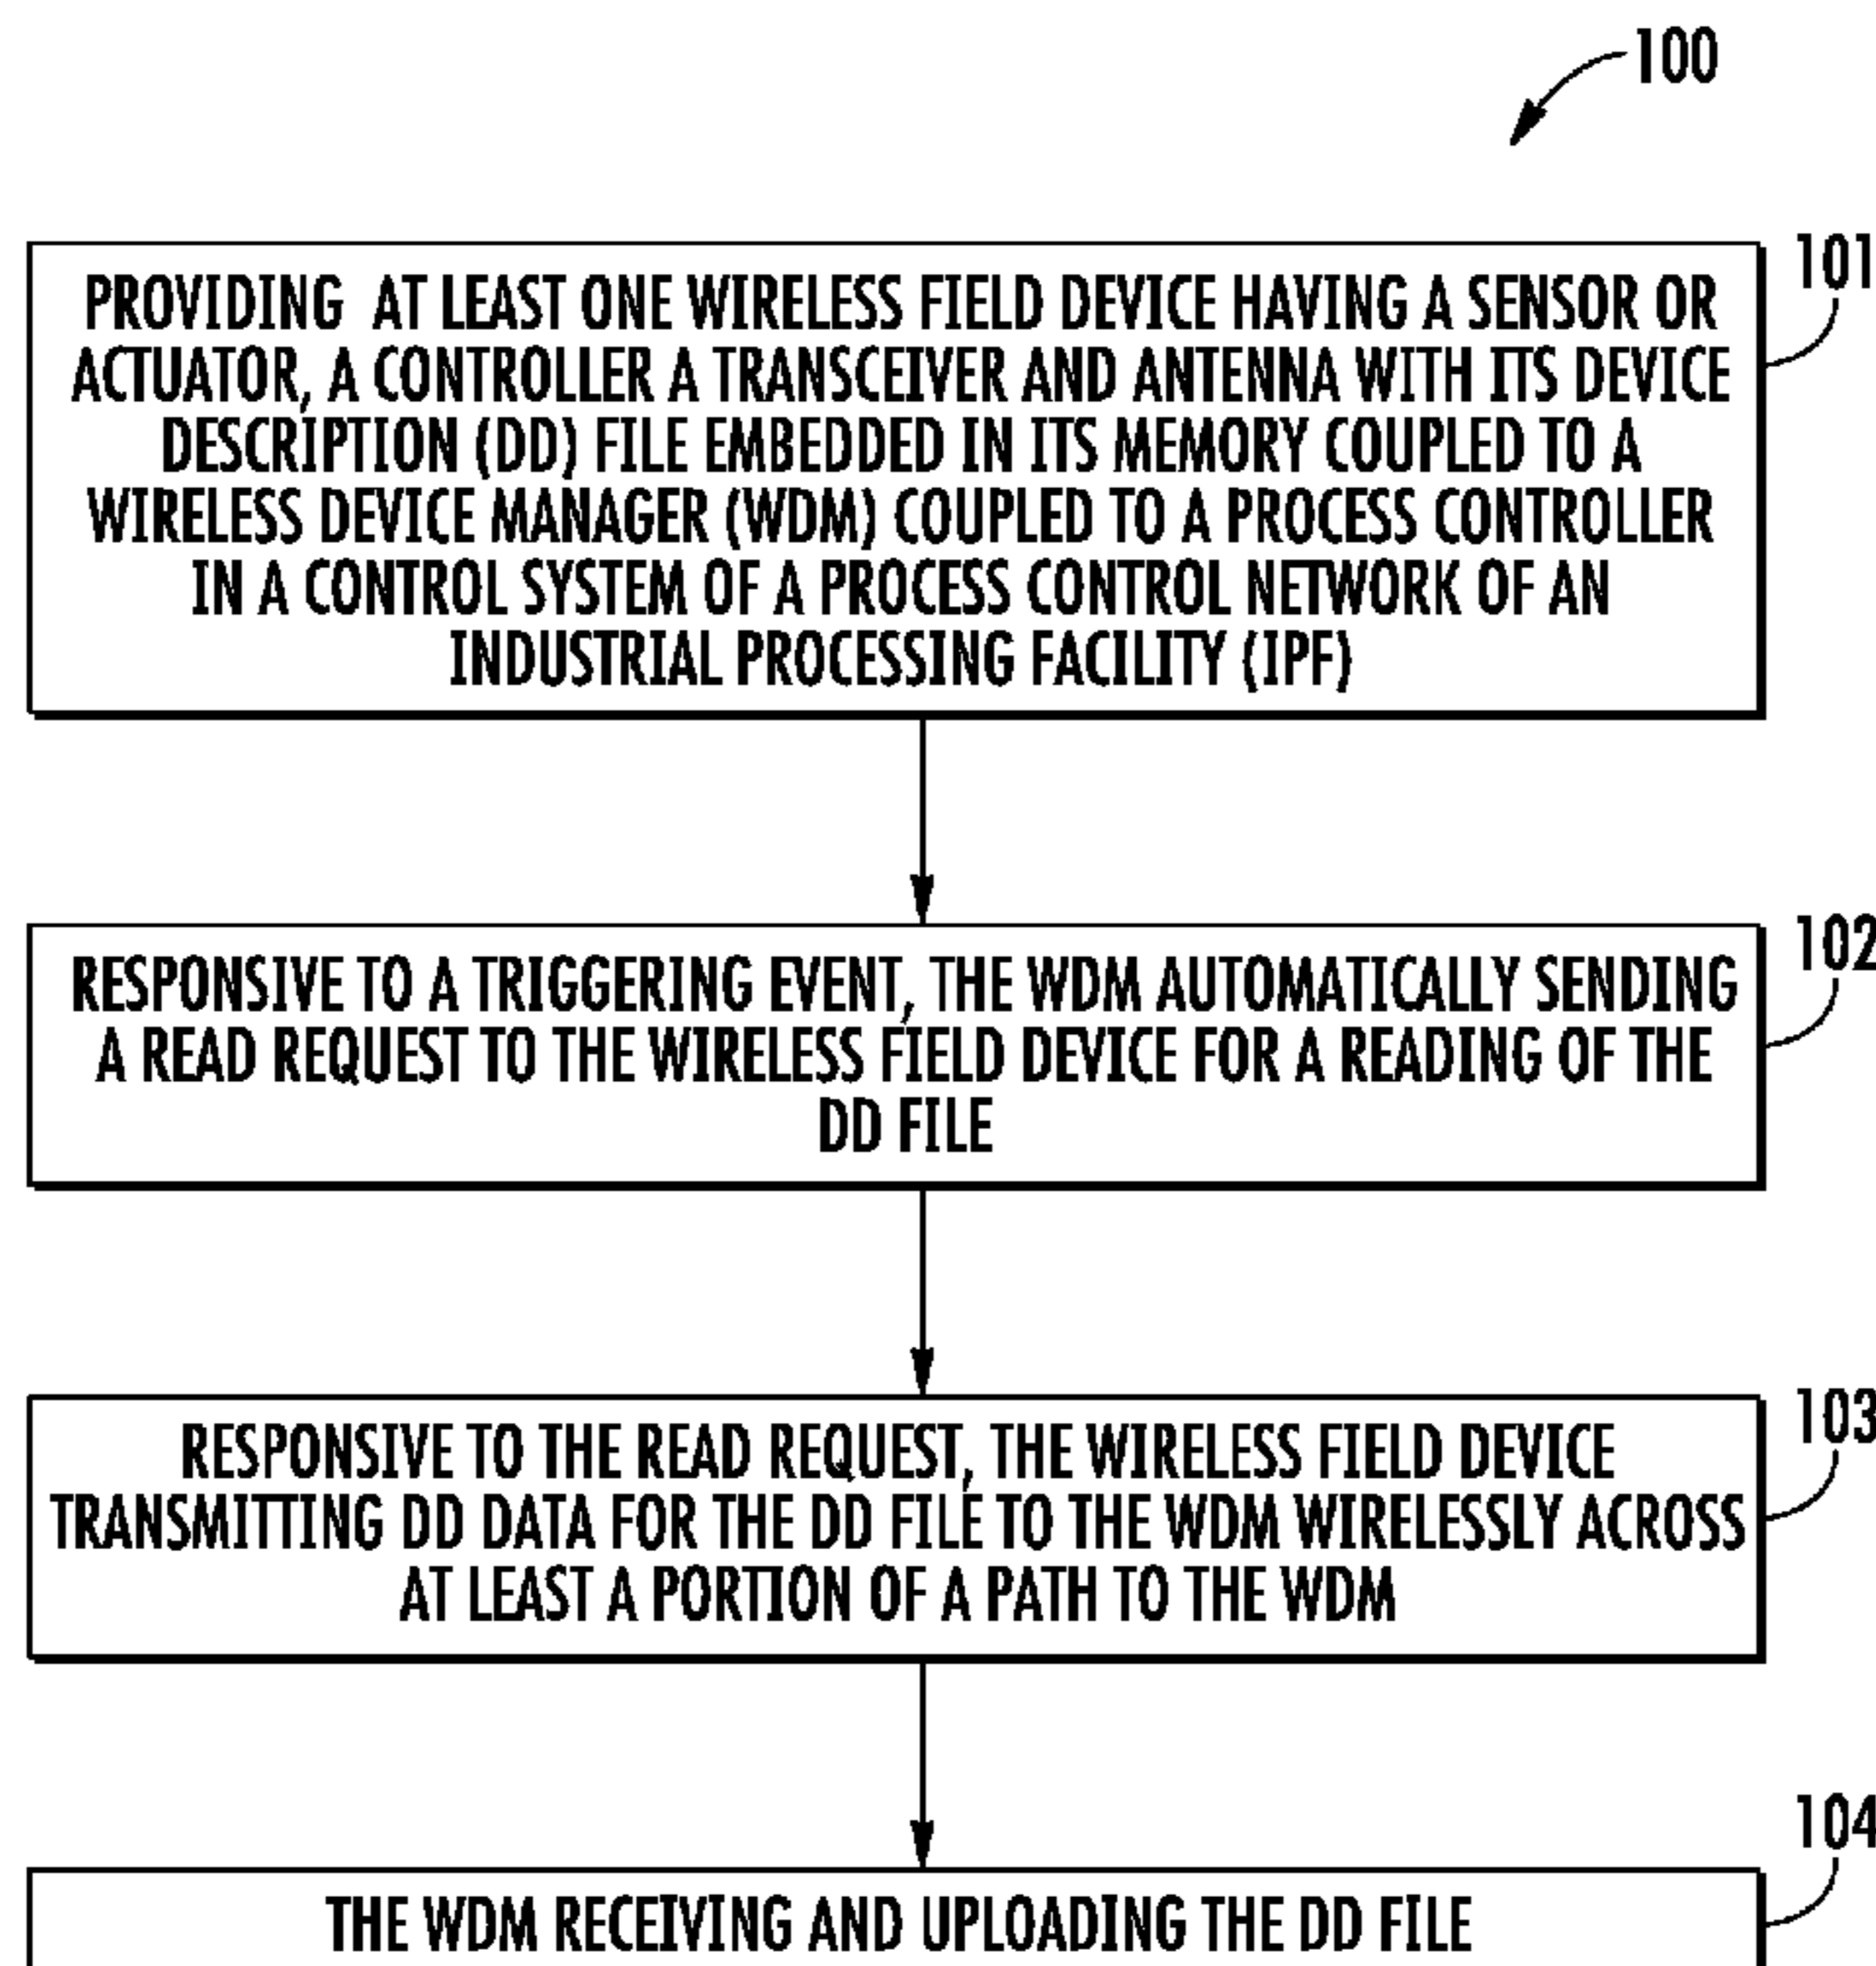 100
101
PROVIDING AT LEAST ONE WIRELESS FIELD DEVICE HAVING A SENSOR OR
ACTUATOR, A CONTROLLER A TRANSCEIVER AND ANTENNA WITH ITS DEVICE
DESCRIPTION (DD) FILE EMBEDDED IN ITS MEMORY COUPLED TO A
WIRELESS DEVICE MANAGER (WDM) COUPLED TO A PROCESS CONTROLLER
IN A CONTROL SYSTEM OF A PROCESS CONTROL NETWORK OF AN
INDUSTRIAL PROCESSING FACILITY (IPF)
102
RESPONSIVE TO A TRIGGERING EVENT, THE WDM AUTOMATICALLY SENDING
A READ REQUEST TO THE WIRELESS FIELD DEVICE FOR A READING OF THE
DD FILE
103
RESPONSIVE TO THE READ REQUEST, THE WIRELESS FIELD DEVICE
TRANSMITTING DD DATA FOR THE DD FILE TO THE WDM WIRELESSLY ACROSS
AT LEAST A PORTION OF A PATH TO THE WDM
104
THE WDM RECEIVING AND UPLOADING THE DD FILE